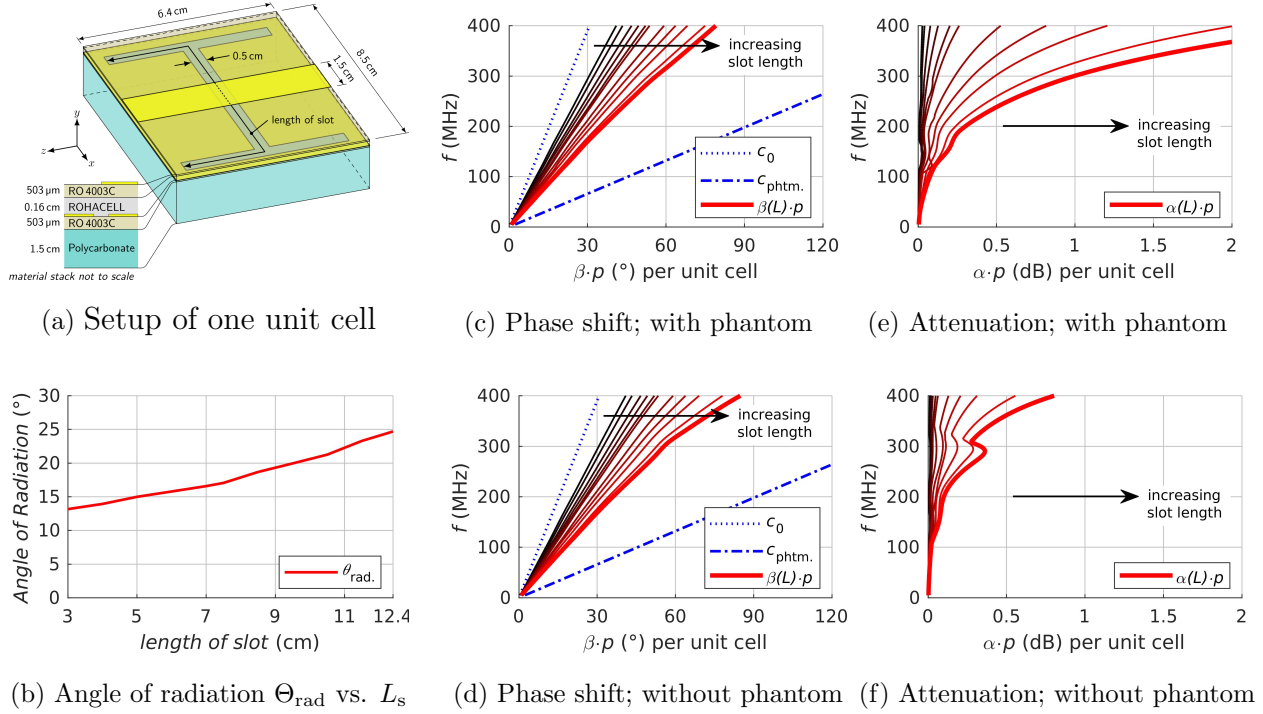 6.4 cm
8.5 cm
1.5 cm
0.5 cm
length of slot
y
z
x
503 µm
RO 4003C
0.16 cm
ROHACELL
503 µm
RO 4003C
1.5 cm
Polycarbonate
material stack not to scale
(a) Setup of one unit cell
400
300
200
100
0
f (MHz)
increasing
slot length
c0
cphtm.
β(L)·p
0
30
60
90
120
β·p (°) per unit cell
(c) Phase shift; with phantom
400
300
200
100
0
f (MHz)
increasing
slot length
α(L)·p
0
0.5
1
1.5
2
α·p (dB) per unit cell
(e) Attenuation; with phantom
30
25
20
15
10
5
0
Angle of Radiation (°)
θrad.
3
5
7
9
11
12.4
length of slot (cm)
(b) Angle of radiation Θrad vs. Ls
400
300
200
100
0
f (MHz)
increasing
slot length
c0
cphtm.
β(L)·p
0
30
60
90
120
β·p (°) per unit cell
(d) Phase shift; without phantom
400
300
200
100
0
f (MHz)
increasing
slot length
α(L)·p
0
0.5
1
1.5
2
α·p (dB) per unit cell
(f) Attenuation; without phantom